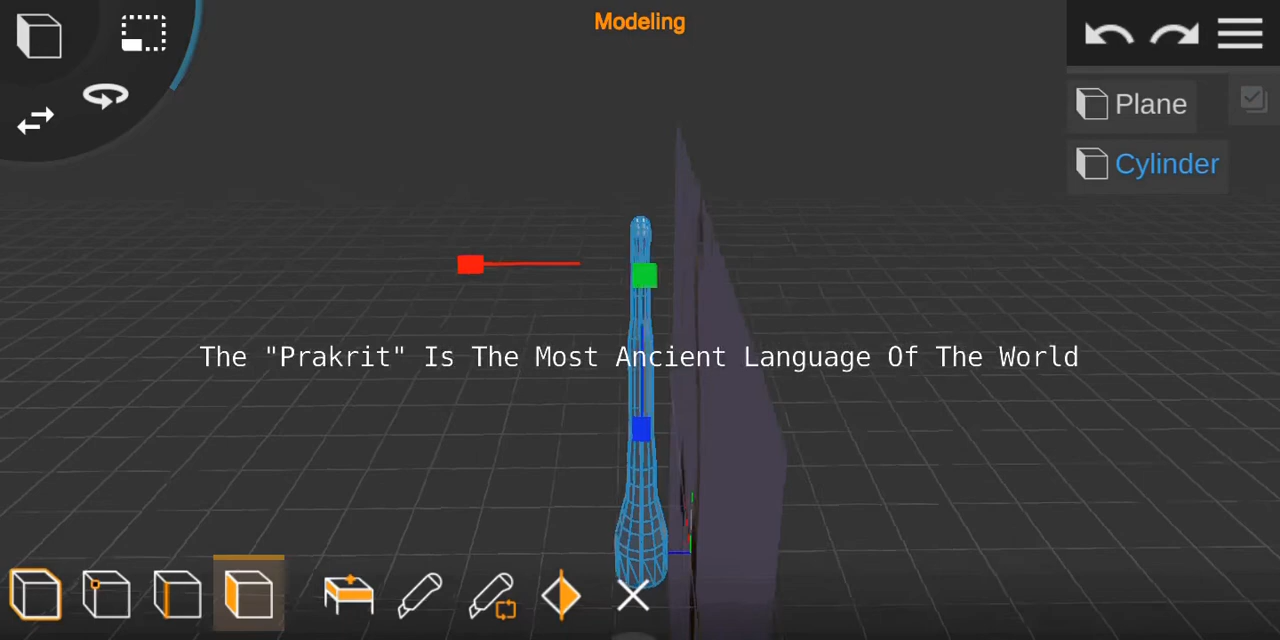 Modeling
Plane
Cylinder
The "Prakrit" Is The Most Ancient Language Of The World